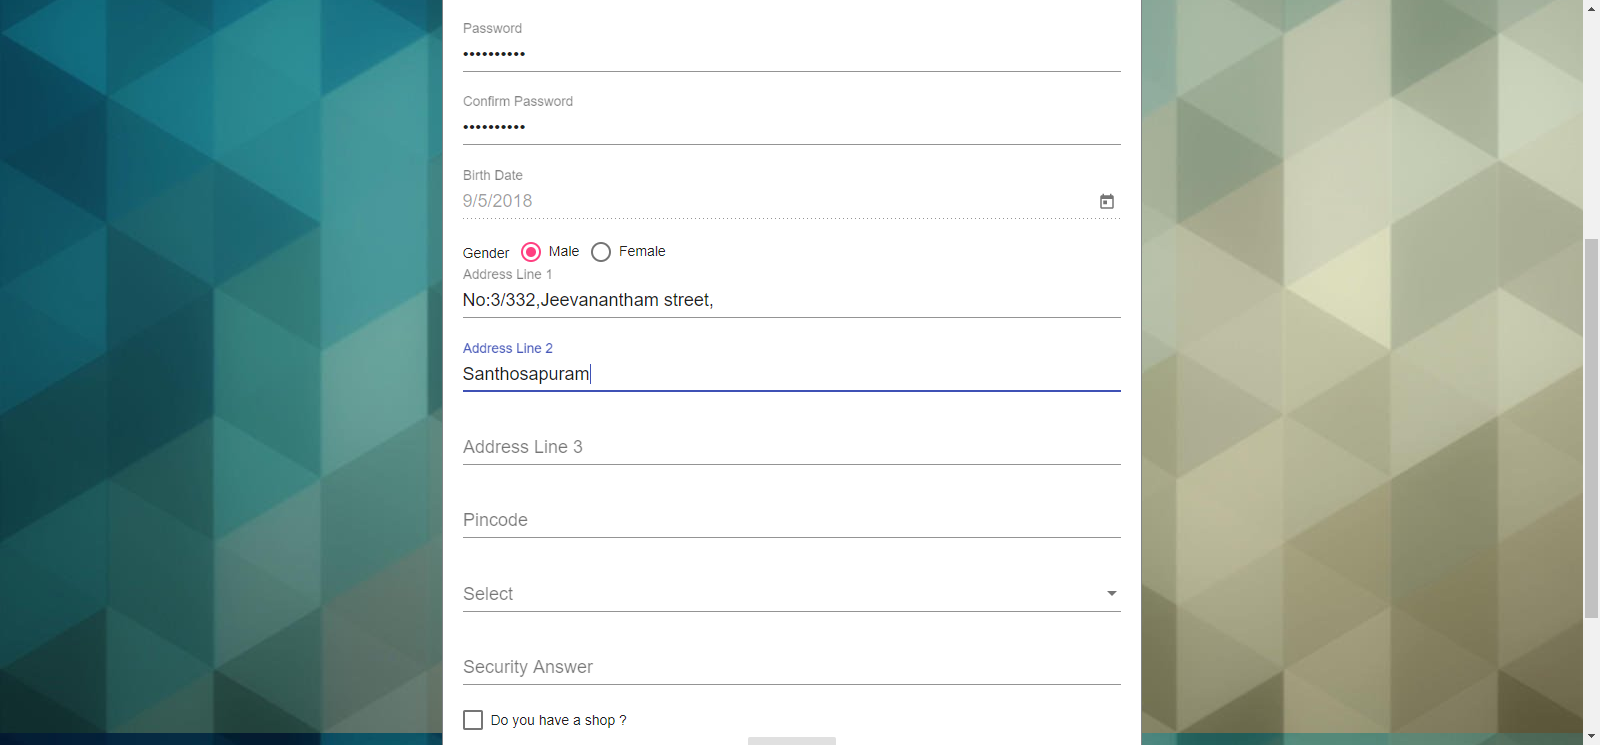 Password
••••••••••
Confirm Password
••••••••••
Birth Date
9/5/2018
Gender Male Female
Address Line 1
No:3/332,Jeevanantham street,
Address Line 2
Santhosapuram
Address Line 3
Pincode
Select
Security Answer
Do you have a shop ?